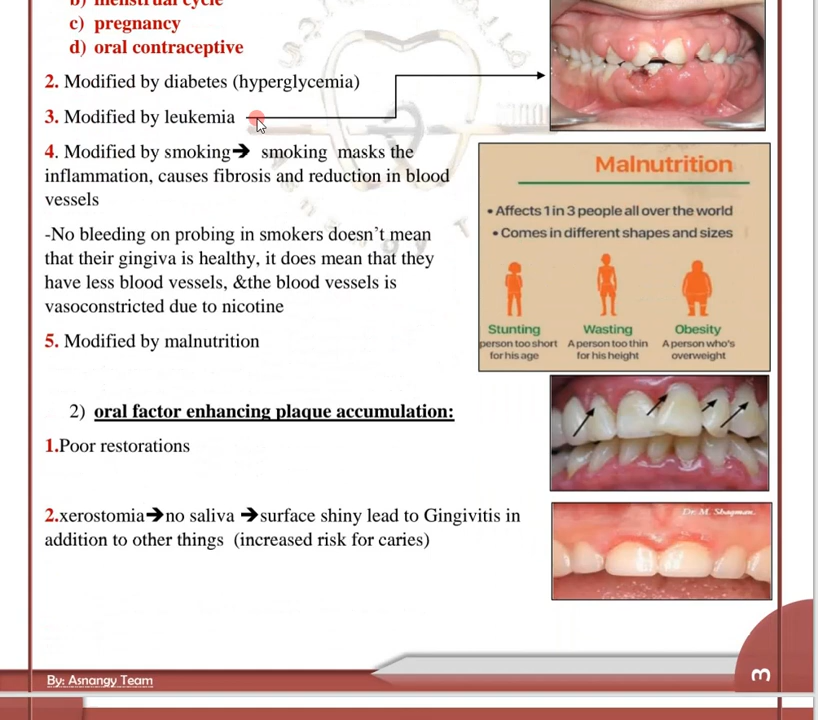 b) menstrual cycle
c) pregnancy
d) oral contraceptive
2. Modified by diabetes (hyperglycemia)
3. Modified by leukemia
4. Modified by smoking➔ smoking masks the
inflammation, causes fibrosis and reduction in blood
vessels
-No bleeding on probing in smokers doesn’t mean
that their gingiva is healthy, it does mean that they
have less blood vessels, &the blood vessels is
vasoconstricted due to nicotine
5. Modified by malnutrition
Malnutrition
• Affects 1 in 3 people all over the world
• Comes in different shapes and sizes
Stunting
person too short
for his age
Wasting
A person too thin
for his height
Obesity
A person who's
overweight
2) oral factor enhancing plaque accumulation:
1.Poor restorations
2.xerostomia➔no saliva ➔surface shiny lead to Gingivitis in
addition to other things (increased risk for caries)
By: Asnangy Team
3